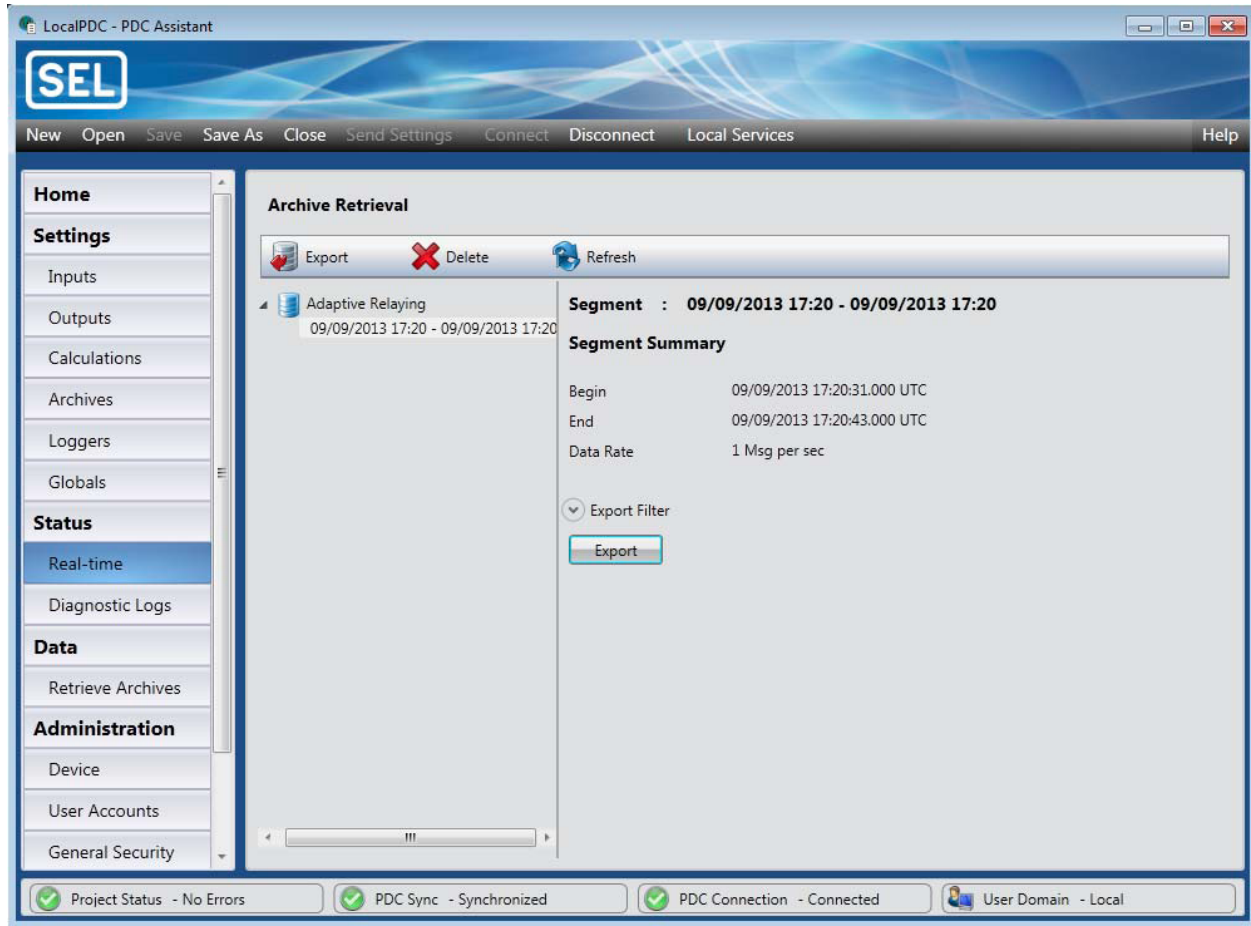 LocalPDC - PDC Assistant
SEL
New Open Save Save As Close Send Settings Connect Disconnect Local Services Help
Home
Settings
Inputs
Outputs
Calculations
Archives
Loggers
Globals
Status
Real-time
Diagnostic Logs
Data
Retrieve Archives
Administration
Device
User Accounts
General Security
Archive Retrieval
Export Delete Refresh
Adaptive Relaying
09/09/2013 17:20 - 09/09/2013 17:20
Segment : 09/09/2013 17:20 - 09/09/2013 17:20
Segment Summary
Begin 09/09/2013 17:20:31.000 UTC
End 09/09/2013 17:20:43.000 UTC
Data Rate 1 Msg per sec
Export Filter
Export
Project Status - No Errors PDC Sync - Synchronized PDC Connection - Connected User Domain - Local